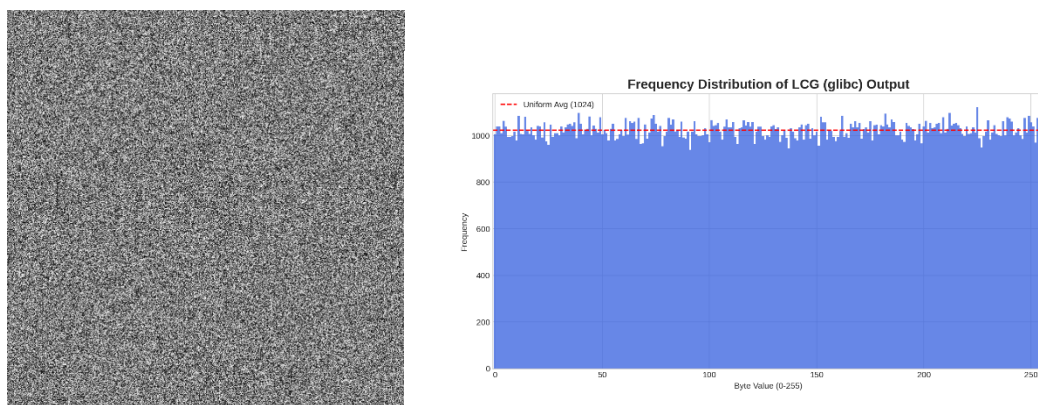 Frequency Distribution of LCG (glibc) Output
Uniform Avg (1024)
1000
800
600
400
200
0
Frequency
0 50 100 150 200 250
Byte Value (0-255)